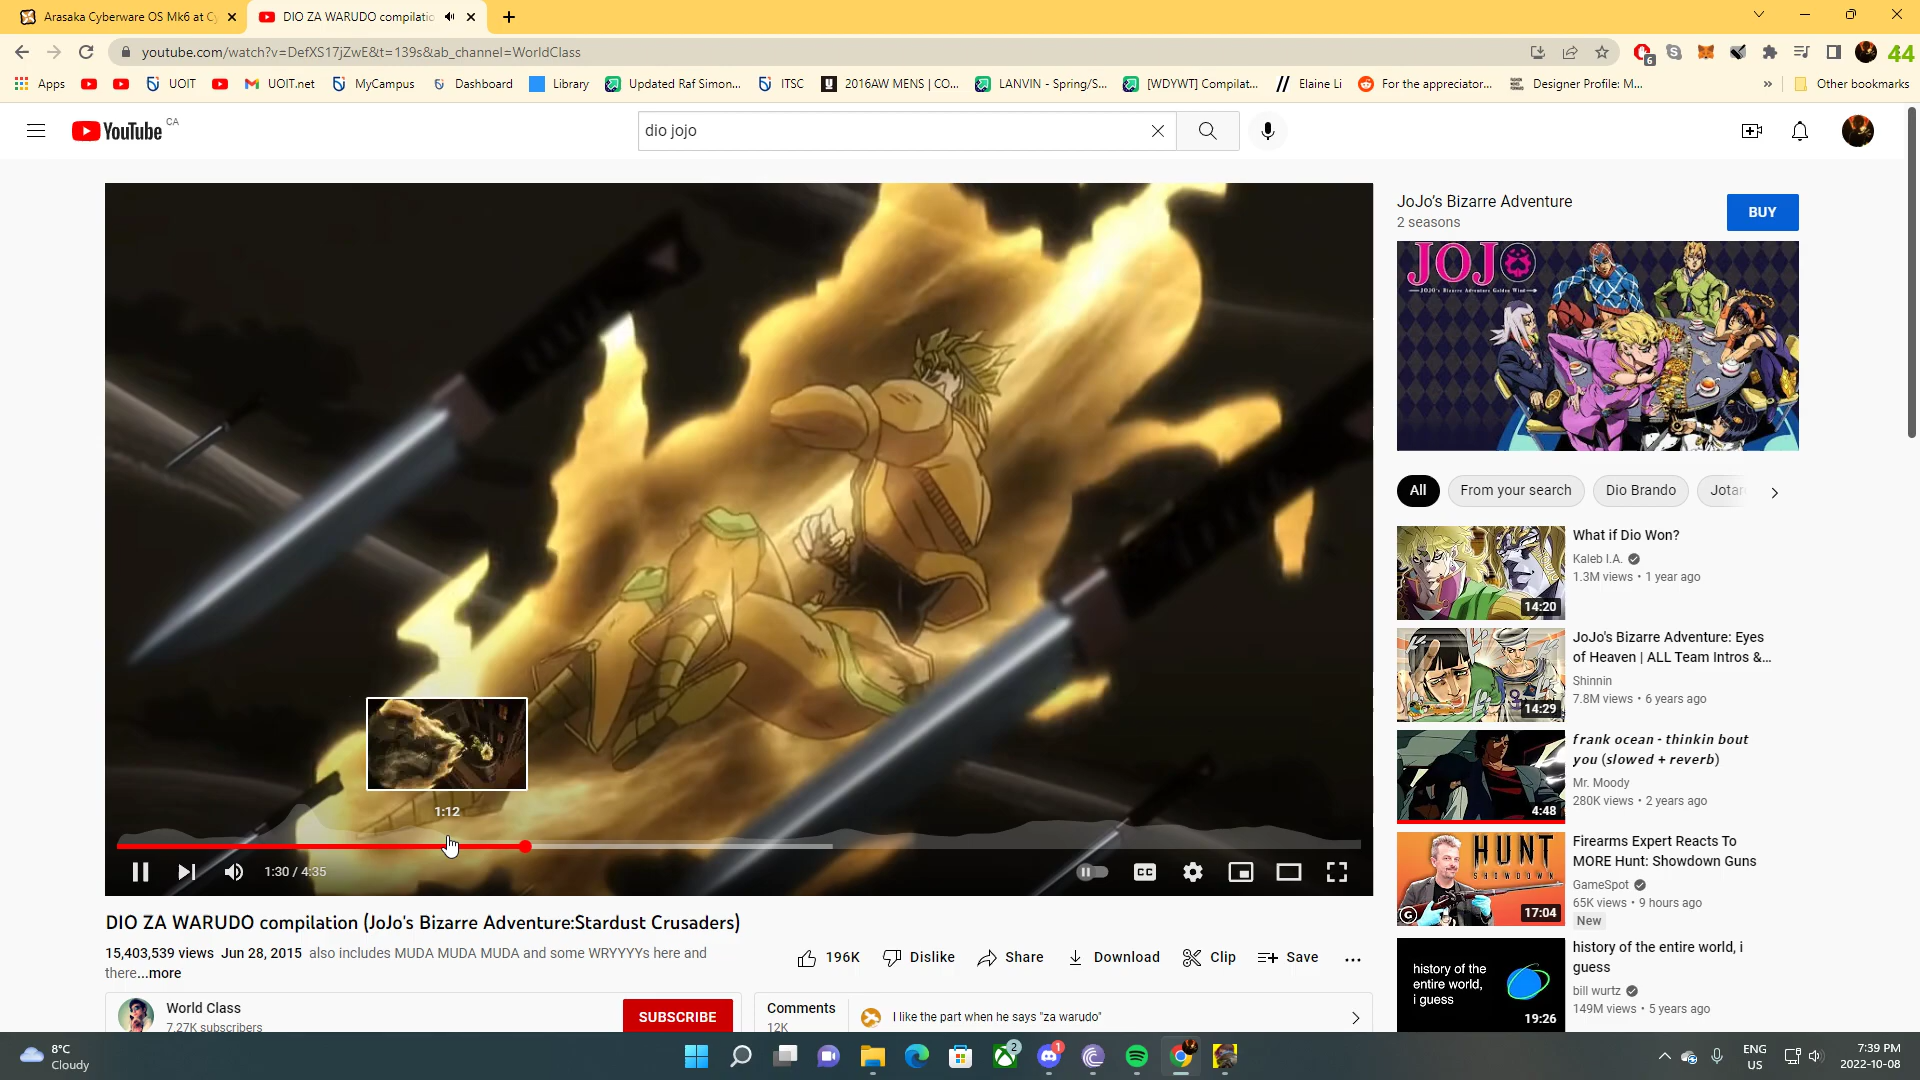 Arasaka Cyberware OS Mk6 at Cy
DIO ZA WARUDO compilatio
youtube.com/watch?v=DefXS17jZwE&t=139s&ab_channel=WorldClass
6
44
Apps
UOIT
UOIT.net
MyCampus
Dashboard
Library
Updated Raf Simon...
ITSC
2016AW MENS | CO...
LANVIN - Spring/S...
[WDYWT] Compilat...
Elaine Li
For the appreciator...
Designer Profile: M...
»
Other bookmarks
YouTube CA
dio jojo
JoJo's Bizarre Adventure
2 seasons
BUY
JOJO
JOJO's Bizarre Adventure Golden Wind
All
From your search
Dio Brando
Jotar
What if Dio Won?
Kaleb I.A.
1.3M views • 1 year ago
14:20
JoJo's Bizarre Adventure: Eyes
of Heaven | ALL Team Intros &...
Shinnin
7.8M views • 6 years ago
14:29
frank ocean - thinkin bout
you (slowed + reverb)
Mr. Moody
280K views • 2 years ago
4:48
HUNT
SHOWDOWN
Firearms Expert Reacts To
MORE Hunt: Showdown Guns
GameSpot
65K views • 9 hours ago
New
17:04
history of the
entire world,
i guess
history of the entire world, i
guess
bill wurtz
149M views • 5 years ago
19:26
1:12
1:30 / 4:35
CC
DIO ZA WARUDO compilation (JoJo's Bizarre Adventure:Stardust Crusaders)
15,403,539 views Jun 28, 2015 also includes MUDA MUDA MUDA and some WRYYYYs here and
there...more
196K
Dislike
Share
Download
Clip
Save
World Class
7.27K subscribers
SUBSCRIBE
Comments
12K
I like the part when he says "za warudo"
8°C
Cloudy
2
1
ENG
US
7:39 PM
2022-10-08